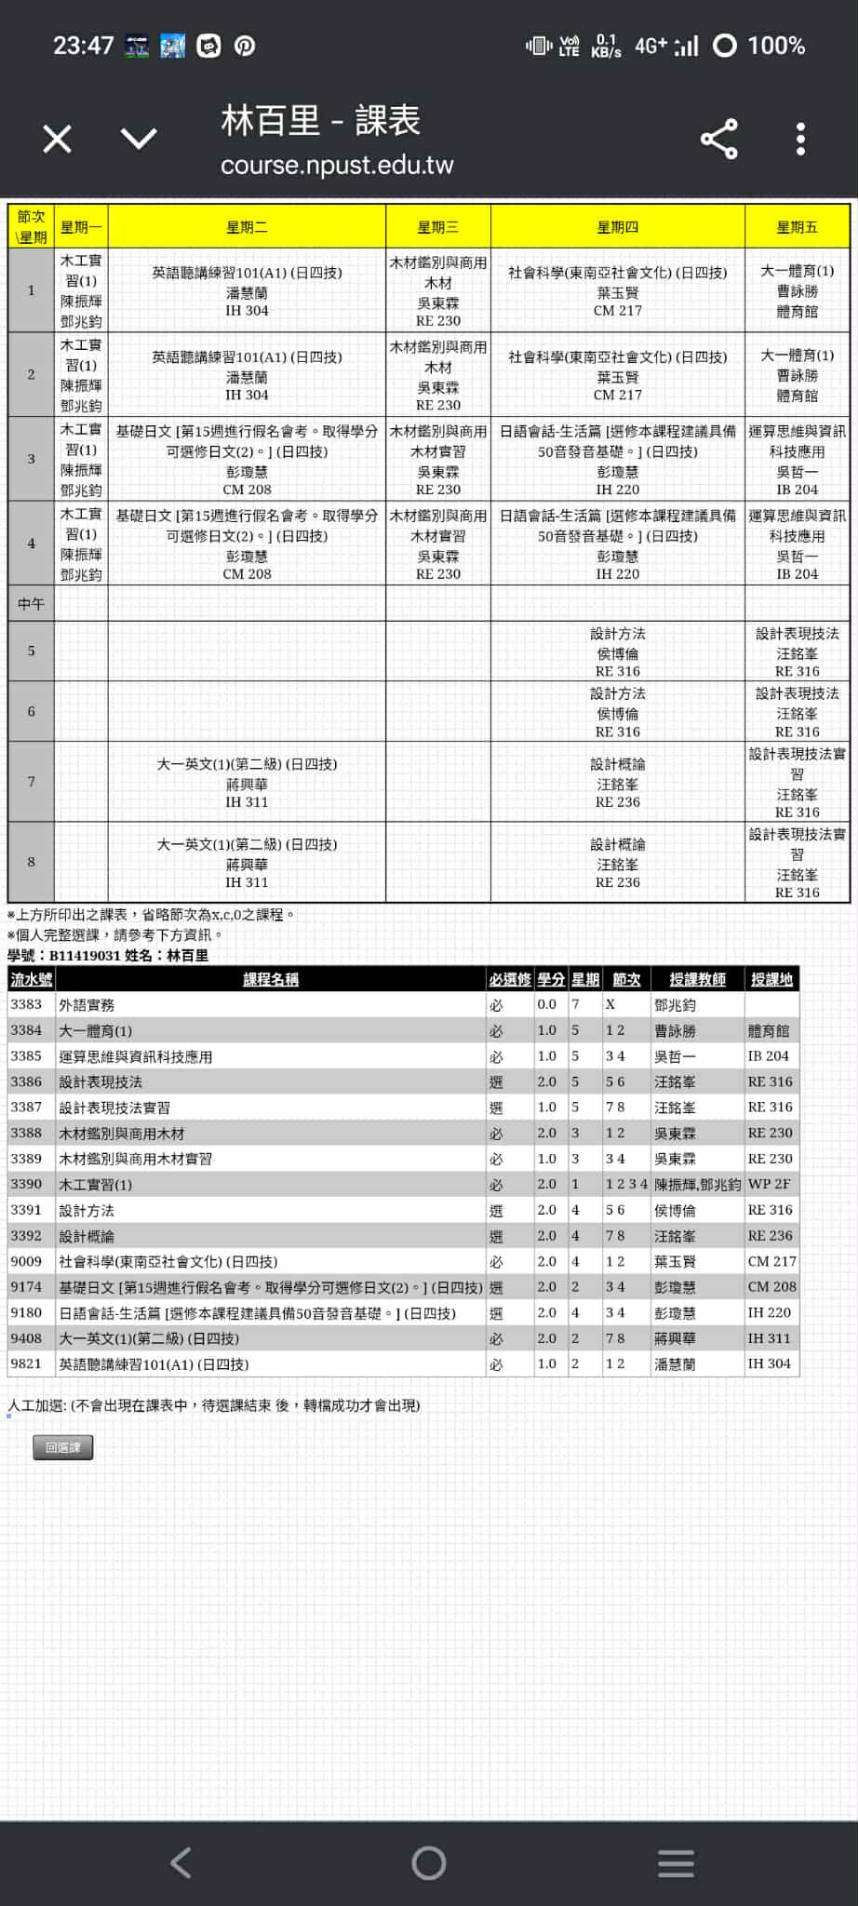 23:47 VoLTE 0.1 KB/s 4G+ 100%
林百里 - 課表
course.npust.edu.tw
節次\星期 星期一 星期二 星期三 星期四 星期五
1 木工實習(1) 陳振輝 鄧兆鈞 英語聽講練習101(A1) (日四技) 潘慧蘭 IH 304 木材鑑別與商用木材 吳東霖 RE 230 社會科學(東南亞社會文化) (日四技) 葉玉賢 CM 217 大一體育(1) 曹詠勝 體育館
2 木工實習(1) 陳振輝 鄧兆鈞 英語聽講練習101(A1) (日四技) 潘慧蘭 IH 304 木材鑑別與商用木材 吳東霖 RE 230 社會科學(東南亞社會文化) (日四技) 葉玉賢 CM 217 大一體育(1) 曹詠勝 體育館
3 木工實習(1) 陳振輝 鄧兆鈞 基礎日文 [第15週進行假名會考。取得學分可選修日文(2)。] (日四技) 彭瓊慧 CM 208 木材鑑別與商用木材實習 吳東霖 RE 230 日語會話-生活篇 [選修本課程建議具備50音發音基礎。] (日四技) 彭瓊慧 IH 220 運算思維與資訊科技應用 吳哲一 IB 204
4 木工實習(1) 陳振輝 鄧兆鈞 基礎日文 [第15週進行假名會考。取得學分可選修日文(2)。] (日四技) 彭瓊慧 CM 208 木材鑑別與商用木材實習 吳東霖 RE 230 日語會話-生活篇 [選修本課程建議具備50音發音基礎。] (日四技) 彭瓊慧 IH 220 運算思維與資訊科技應用 吳哲一 IB 204
中午
5 設計方法 侯博倫 RE 316 設計表現技法 汪銘峯 RE 316
6 設計方法 侯博倫 RE 316 設計表現技法 汪銘峯 RE 316
7 大一英文(1)(第二級) (日四技) 蔣興華 IH 311 設計概論 汪銘峯 RE 236 設計表現技法實習 汪銘峯 RE 316
8 大一英文(1)(第二級) (日四技) 蔣興華 IH 311 設計概論 汪銘峯 RE 236 設計表現技法實習 汪銘峯 RE 316
※上方所印出之課表，省略節次為x,c,0之課程。
※個人完整選課，請參考下方資訊。
學號：B11419031 姓名：林百里
流水號 課程名稱 必選修 學分 星期 節次 授課教師 授課地
3383 外語實務 必 0.0 7 X 鄧兆鈞
3384 大一體育(1) 必 1.0 5 1 2 曹詠勝 體育館
3385 運算思維與資訊科技應用 必 1.0 5 3 4 吳哲一 IB 204
3386 設計表現技法 選 2.0 5 5 6 汪銘峯 RE 316
3387 設計表現技法實習 選 1.0 5 7 8 汪銘峯 RE 316
3388 木材鑑別與商用木材 必 2.0 3 1 2 吳東霖 RE 230
3389 木材鑑別與商用木材實習 必 1.0 3 3 4 吳東霖 RE 230
3390 木工實習(1) 必 2.0 1 1 2 3 4 陳振輝,鄧兆鈞 WP 2F
3391 設計方法 選 2.0 4 5 6 侯博倫 RE 316
3392 設計概論 選 2.0 4 7 8 汪銘峯 RE 236
9009 社會科學(東南亞社會文化) (日四技) 必 2.0 4 1 2 葉玉賢 CM 217
9174 基礎日文 [第15週進行假名會考。取得學分可選修日文(2)。] (日四技) 選 2.0 2 3 4 彭瓊慧 CM 208
9180 日語會話-生活篇 [選修本課程建議具備50音發音基礎。] (日四技) 選 2.0 4 3 4 彭瓊慧 IH 220
9408 大一英文(1)(第二級) (日四技) 必 2.0 2 7 8 蔣興華 IH 311
9821 英語聽講練習101(A1) (日四技) 必 1.0 2 1 2 潘慧蘭 IH 304
人工加選: (不會出現在課表中，待選課結束 後，轉檔成功才會出現)
回選課